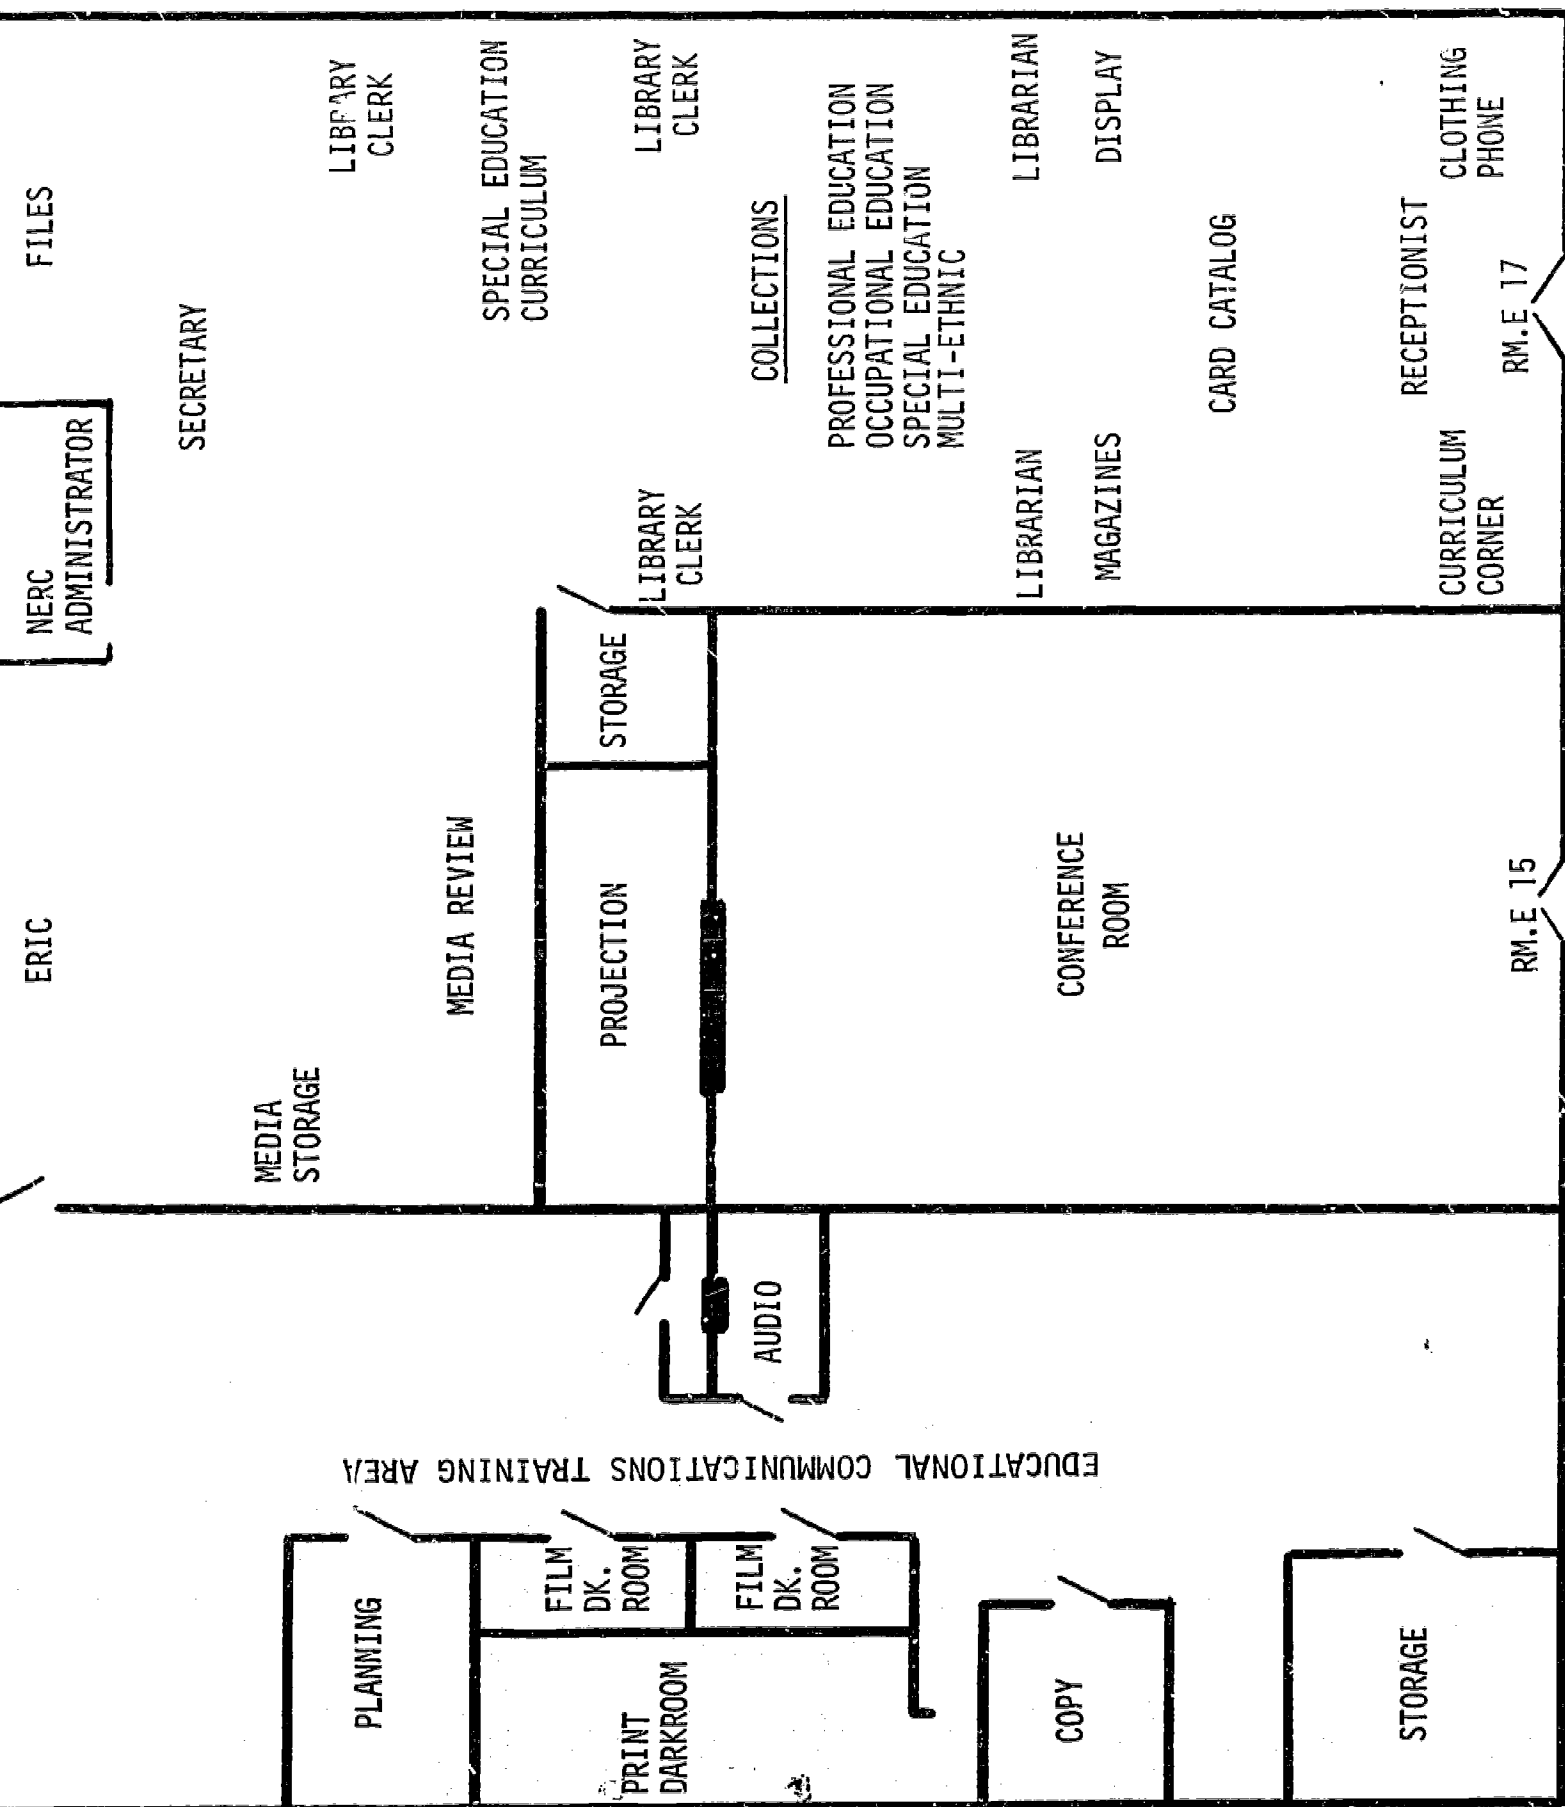 FILES
NERC
ADMINISTRATOR
ERIC
SECRETARY
LIBRARY
CLERK
MEDIA
STORAGE
SPECIAL EDUCATION
CURRICULUM
MEDIA REVIEW
LIBRARY
CLERK
LIBRARY
CLERK
STORAGE
PROJECTION
COLLECTIONS
PROFESSIONAL EDUCATION
OCCUPATIONAL EDUCATION
SPECIAL EDUCATION
MULTI-ETHNIC
LIBRARIAN
LIBRARIAN
DISPLAY
MAGAZINES
CARD CATALOG
CONFERENCE
ROOM
RECEPTIONIST
CLOTHING
PHONE
CURRICULUM
CORNER
RM.E 17
RM.E 15
AUDIO
EDUCATIONAL COMMUNICATIONS TRAINING AREA
PLANNING
FILM
DK.
ROOM
FILM
DK.
ROOM
PRINT
DARKROOM
COPY
STORAGE